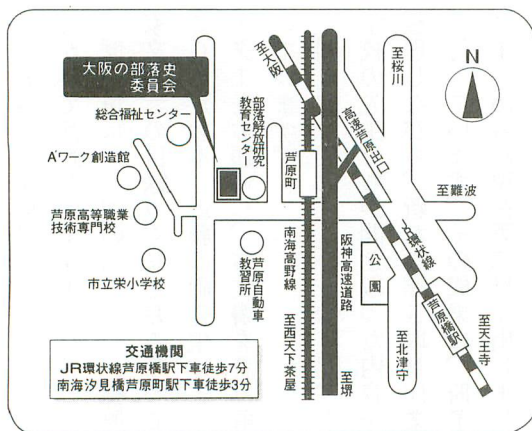 大阪の部落史
委員会
総合福祉センター
A'ワーク創造館
芦原高等職業
技術専門校
市立栄小学校
部落解放研究
教育センター
芦原自動車
教習所
至大阪
芦原町
南海高野線
至西天下茶屋
高速芦原出口
阪神高速道路
至堺
至桜川
N
至難波
JR環状線
公園
芦原橋駅
至北津守
至天王寺
交通機関
JR環状線芦原橋駅下車徒歩7分
南海汐見橋芦原町駅下車徒歩3分